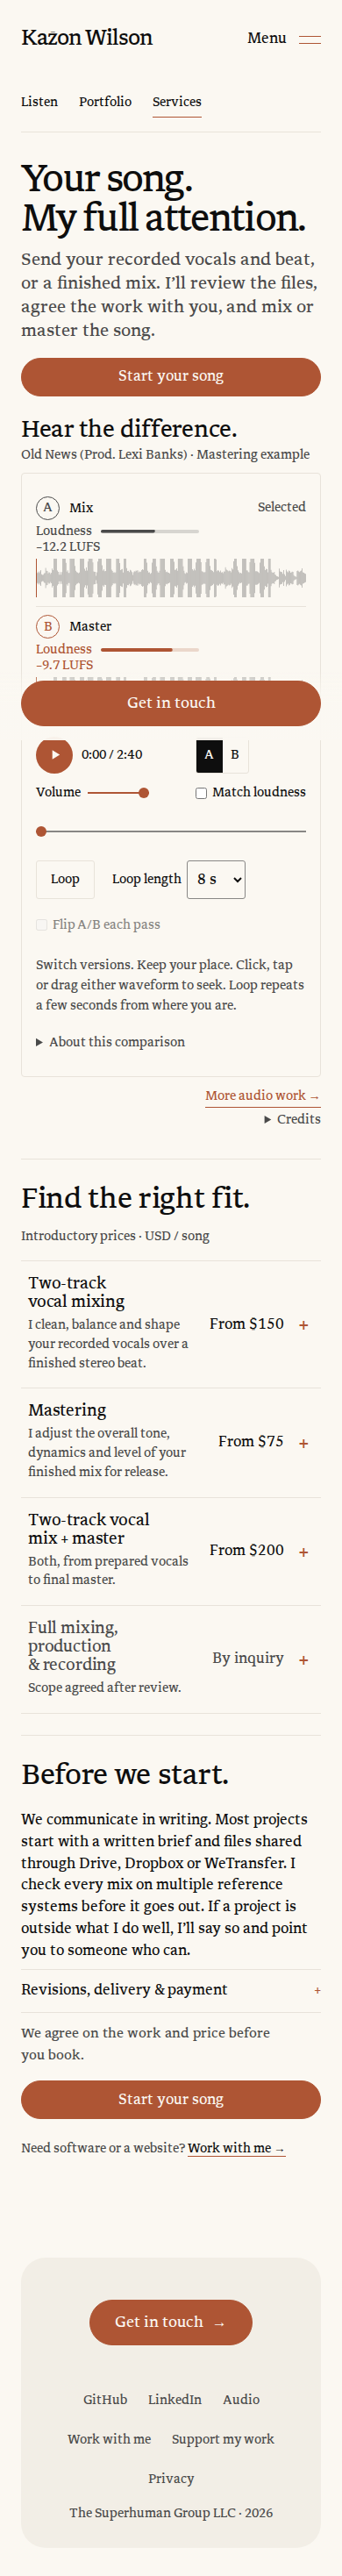 Kazon Wilson
Menu
Listen Portfolio Services
Your song.
My full attention.
Send your recorded vocals and beat,
or a finished mix. I’ll review the files,
agree the work with you, and mix or
master the song.
Start your song
Hear the difference.
Old News (Prod. Lexi Banks) · Mastering example
A Mix Selected
Loudness
−12.2 LUFS
B Master
Loudness
−9.7 LUFS
Get in touch
0:00 / 2:40 A B
Volume Match loudness
Loop Loop length 8 s
Flip A/B each pass
Switch versions. Keep your place. Click, tap
or drag either waveform to seek. Loop repeats
a few seconds from where you are.
About this comparison
More audio work →
Credits
Find the right fit.
Introductory prices · USD / song
Two-track
vocal mixing
I clean, balance and shape
your recorded vocals over a
finished stereo beat.
From $150 +
Mastering
I adjust the overall tone,
dynamics and level of your
finished mix for release.
From $75 +
Two-track vocal
mix + master
Both, from prepared vocals
to final master.
From $200 +
Full mixing,
production
& recording
Scope agreed after review.
By inquiry +
Before we start.
We communicate in writing. Most projects
start with a written brief and files shared
through Drive, Dropbox or WeTransfer. I
check every mix on multiple reference
systems before it goes out. If a project is
outside what I do well, I’ll say so and point
you to someone who can.
Revisions, delivery & payment +
We agree on the work and price before
you book.
Start your song
Need software or a website? Work with me →
Get in touch →
GitHub LinkedIn Audio
Work with me Support my work
Privacy
The Superhuman Group LLC · 2026